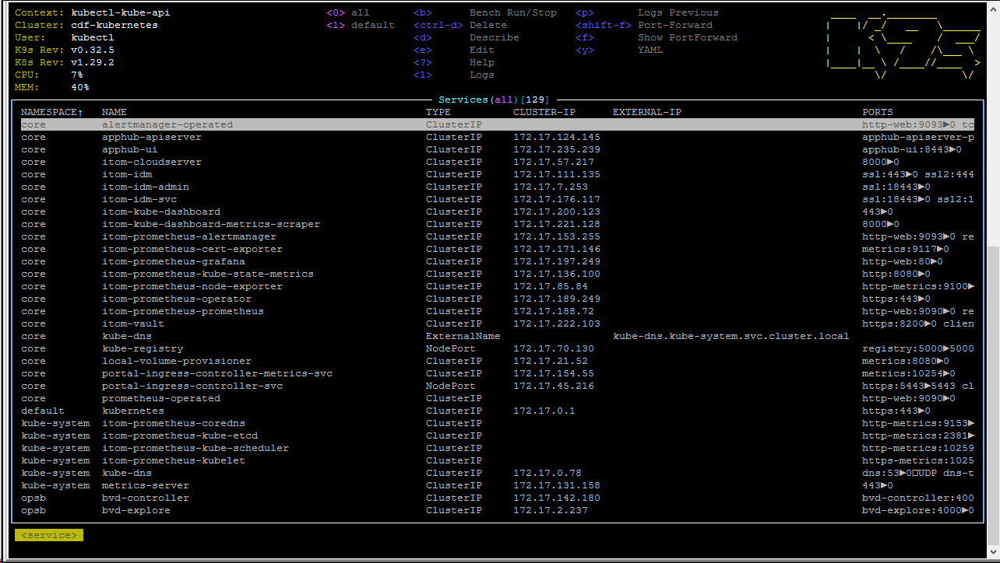 Context: kubectl-kube-api <0> all <b> Bench Run/Stop <p> Logs Previous
Cluster: cdf-kubernetes <1> default <ctrl-d> Delete <shift-f> Port-Forward
User: kubectl <d> Describe <f> Show PortForward
K9s Rev: v0.32.5 <e> Edit <y> YAML
K8s Rev: v1.29.2 <?> Help
CPU: 7% <l> Logs
MEM: 40%
Services(all)[129]
NAMESPACE↑ NAME TYPE CLUSTER-IP EXTERNAL-IP PORTS
core alertmanager-operated ClusterIP http-web:9093►0 tc
core apphub-apiserver ClusterIP 172.17.124.145 apphub-apiserver-p
core apphub-ui ClusterIP 172.17.235.239 apphub-ui:8443►0
core itom-cloudserver ClusterIP 172.17.57.217 8000►0
core itom-idm ClusterIP 172.17.111.135 ssl:443►0 ssl2:444
core itom-idm-admin ClusterIP 172.17.7.253 ssl:18443►0
core itom-idm-svc ClusterIP 172.17.176.117 ssl:18443►0 ssl2:1
core itom-kube-dashboard ClusterIP 172.17.200.123 443►0
core itom-kube-dashboard-metrics-scraper ClusterIP 172.17.221.128 8000►0
core itom-prometheus-alertmanager ClusterIP 172.17.153.255 http-web:9093►0 re
core itom-prometheus-cert-exporter ClusterIP 172.17.171.146 metrics:9117►0
core itom-prometheus-grafana ClusterIP 172.17.197.249 http-web:80►0
core itom-prometheus-kube-state-metrics ClusterIP 172.17.136.100 http:8080►0
core itom-prometheus-node-exporter ClusterIP 172.17.85.84 http-metrics:9100►
core itom-prometheus-operator ClusterIP 172.17.189.249 https:443►0
core itom-prometheus-prometheus ClusterIP 172.17.188.72 http-web:9090►0 re
core itom-vault ClusterIP 172.17.222.103 https:8200►0 clien
core kube-dns ExternalName kube-dns.kube-system.svc.cluster.local
core kube-registry NodePort 172.17.70.130 registry:5000►5000
core local-volume-provisioner ClusterIP 172.17.21.52 metrics:8080►0
core portal-ingress-controller-metrics-svc ClusterIP 172.17.154.55 metrics:10254►0
core portal-ingress-controller-svc NodePort 172.17.45.216 https:5443►5443 cl
core prometheus-operated ClusterIP http-web:9090►0
default kubernetes ClusterIP 172.17.0.1 https:443►0
kube-system itom-prometheus-coredns ClusterIP http-metrics:9153►
kube-system itom-prometheus-kube-etcd ClusterIP http-metrics:2381►
kube-system itom-prometheus-kube-scheduler ClusterIP http-metrics:10259
kube-system itom-prometheus-kubelet ClusterIP https-metrics:1025
kube-system kube-dns ClusterIP 172.17.0.78 dns:53►0□UDP dns-t
kube-system metrics-server ClusterIP 172.17.131.158 443►0
opsb bvd-controller ClusterIP 172.17.142.180 bvd-controller:400
opsb bvd-explore ClusterIP 172.17.2.237 bvd-explore:4000►0
<service>